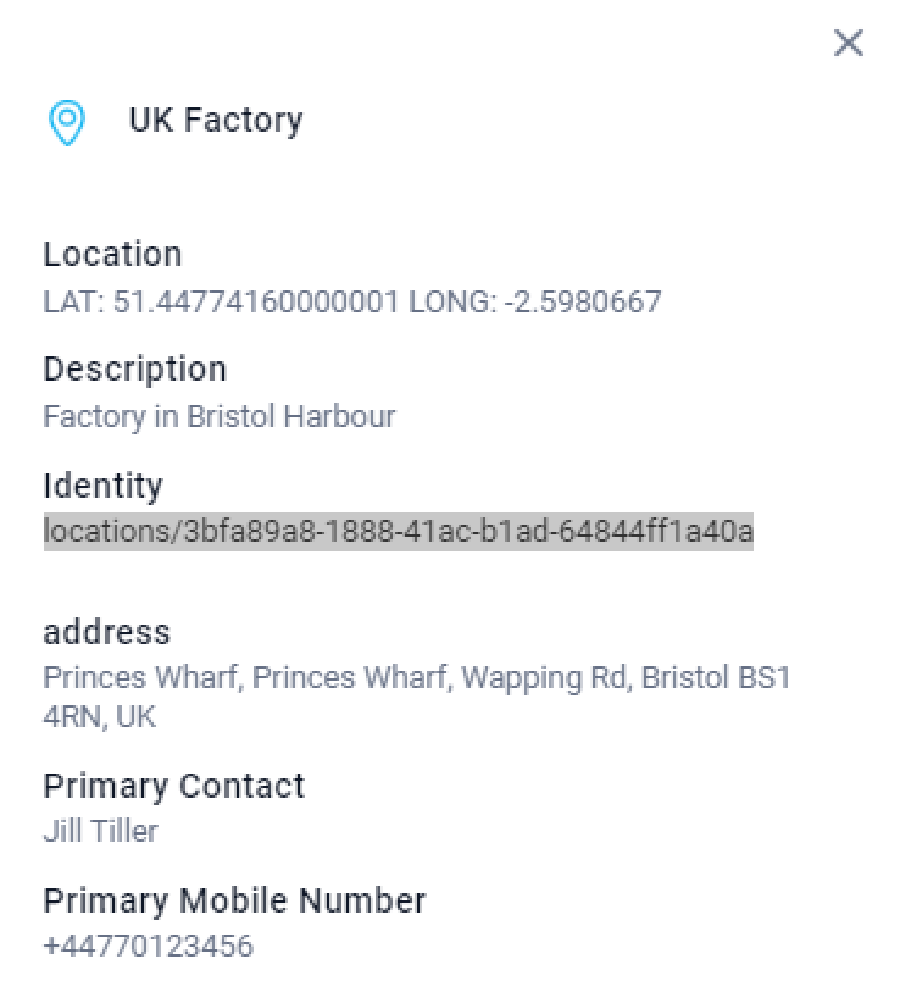 UK Factory
Location
LAT: 51.44774160000001 LONG: -2.5980667
Description
Factory in Bristol Harbour
Identity
locations/3bfa89a8-1888-41ac-b1ad-64844ff1a40a
address
Princes Wharf, Princes Wharf, Wapping Rd, Bristol BS1
4RN, UK
Primary Contact
Jill Tiller
Primary Mobile Number
+44770123456